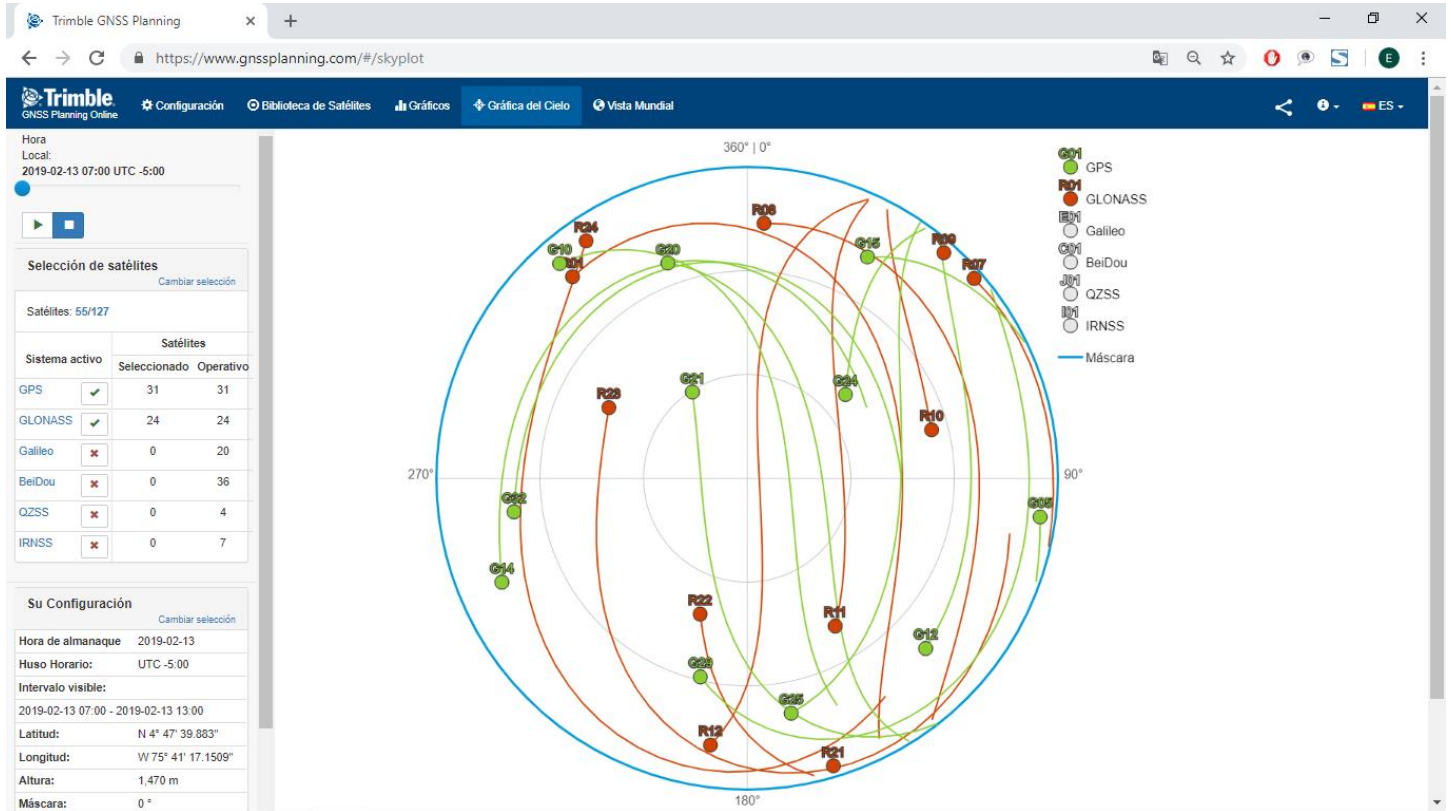 Trimble GNSS Planning
https://www.gnssplanning.com/#/skyplot
E
Trimble.
GNSS Planning Online
Configuración
Biblioteca de Satélites
Gráficos
Gráfica del Cielo
Vista Mundial
ES
Hora
Local:
2019-02-13 07:00 UTC -5:00
Selección de satélites
Cambiar selección
Satélites: 55/127
Sistema activo
Satélites
Seleccionado Operativo
GPS 31 31
GLONASS 24 24
Galileo 0 20
BeiDou 0 36
QZSS 0 4
IRNSS 0 7
Su Configuración
Cambiar selección
Hora de almanaque 2019-02-13
Huso Horario: UTC -5:00
Intervalo visible:
2019-02-13 07:00 - 2019-02-13 13:00
Latitud: N 4° 47' 39.883"
Longitud: W 75° 41' 17.1509"
Altura: 1,470 m
Máscara: 0 °
360° | 0°
R08
R24
G10
R01
G20
G15
R09
R07
G21
G24
R23
R10
270°
90°
G32
G05
G14
R22
R11
G12
G29
G25
R12
R21
180°
G01
GPS
R01
GLONASS
E01
Galileo
C01
BeiDou
J01
QZSS
I01
IRNSS
Máscara